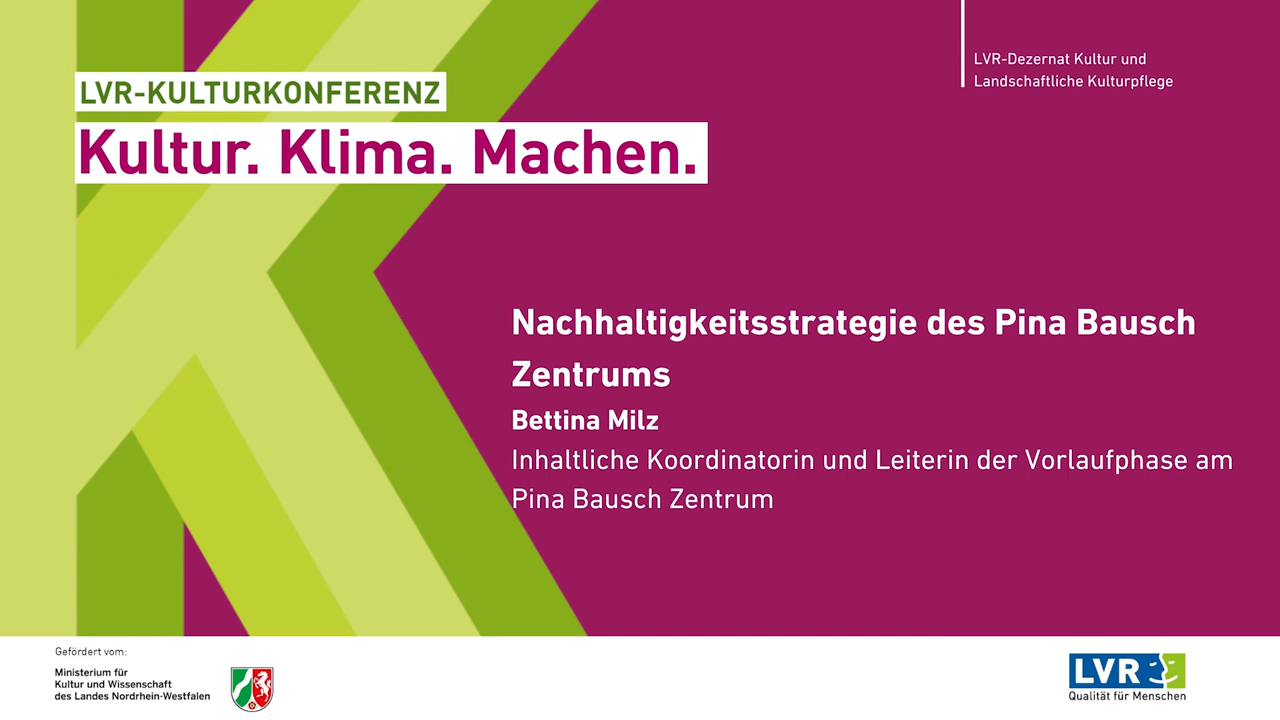 LVR-Dezernat Kultur und
Landschaftliche Kulturpflege
LVR-KULTURKONFERENZ
Kultur. Klima. Machen.
Nachhaltigkeitsstrategie des Pina Bausch
Zentrums
Bettina Milz
Inhaltliche Koordinatorin und Leiterin der Vorlaufphase am
Pina Bausch Zentrum
Gefördert vom:
Ministerium für
Kultur und Wissenschaft
des Landes Nordrhein-Westfalen
LVR
Qualität für Menschen